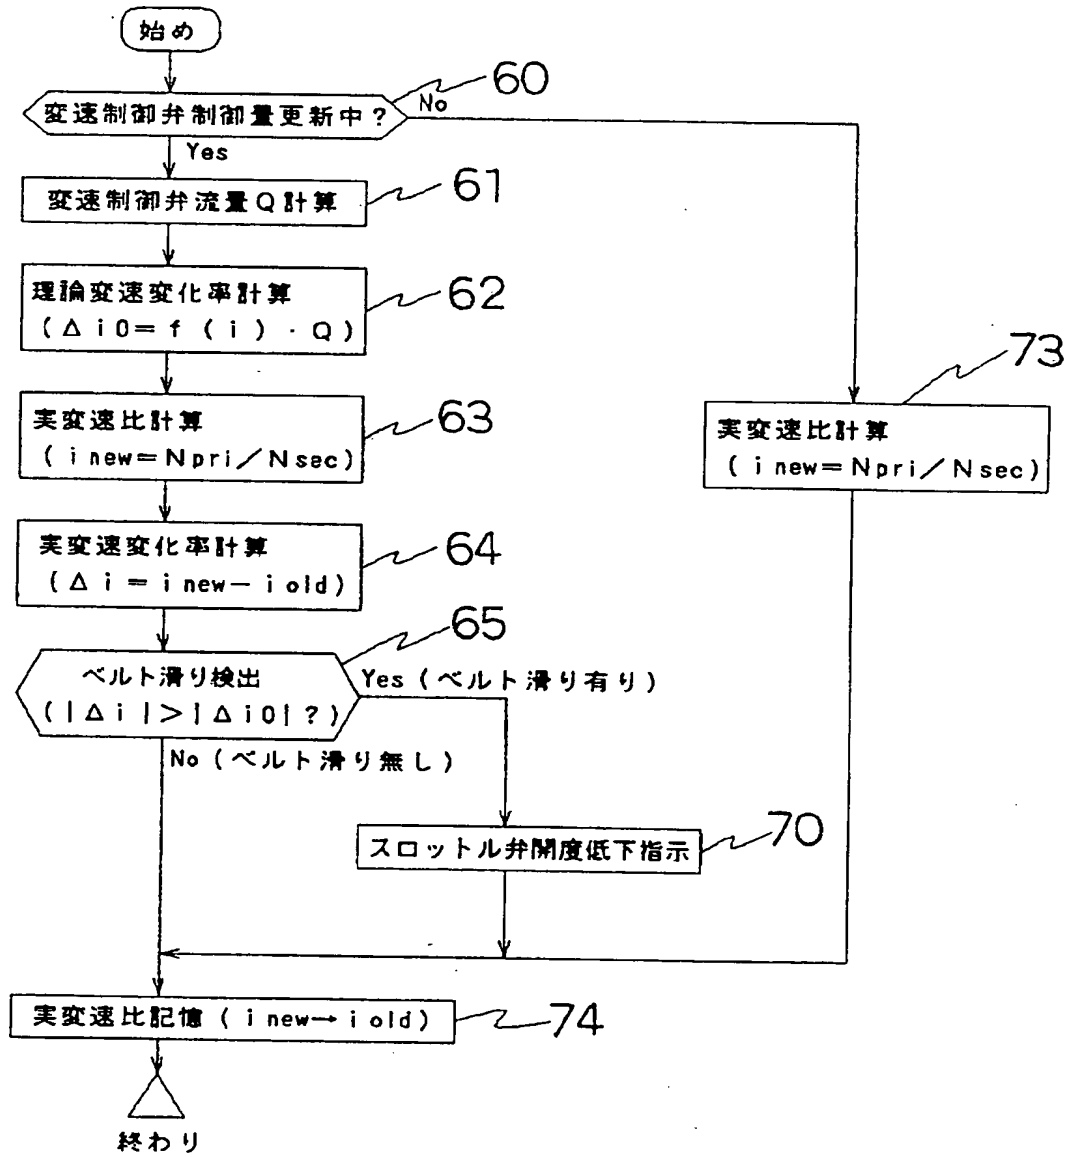 始め
変速制御弁制御量更新中？
60
No
Yes
変速制御弁流量Q計算
61
理論変速変化率計算
(Δi0=f(i)・Q)
62
実変速比計算
(inew=Npri/Nsec)
63
実変速比計算
(inew=Npri/Nsec)
73
実変速変化率計算
(Δi=inew-iold)
64
ベルト滑り検出
(|Δi|>|Δi0|?)
65
Yes(ベルト滑り有り)
No(ベルト滑り無し)
スロットル弁開度低下指示
70
実変速比記憶(inew→iold)
74
終わり